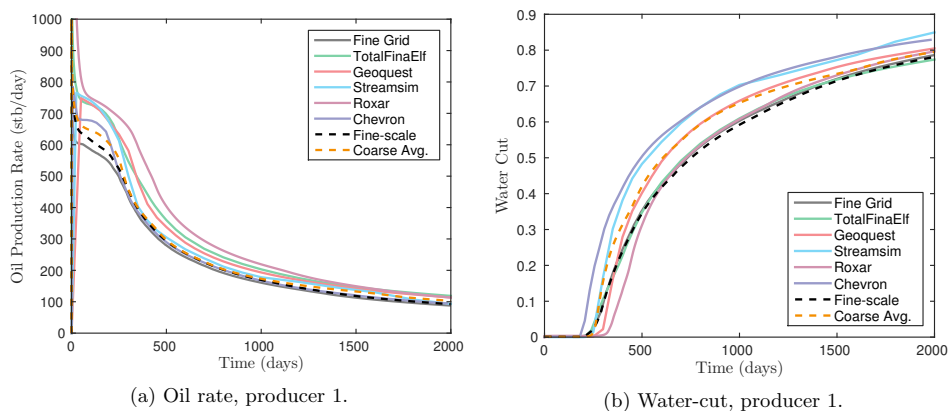 1000
900
800
700
600
500
400
300
200
100
0
Oil Production Rate (stb/day)
Fine Grid
TotalFinaElf
Geoquest
Streamsim
Roxar
Chevron
Fine-scale
Coarse Avg.
0 500 1000 1500 2000
Time (days)
(a) Oil rate, producer 1.
0.9
0.8
0.7
0.6
0.5
0.4
0.3
0.2
0.1
0
Water Cut
Fine Grid
TotalFinaElf
Geoquest
Streamsim
Roxar
Chevron
Fine-scale
Coarse Avg.
0 500 1000 1500 2000
Time (days)
(b) Water-cut, producer 1.